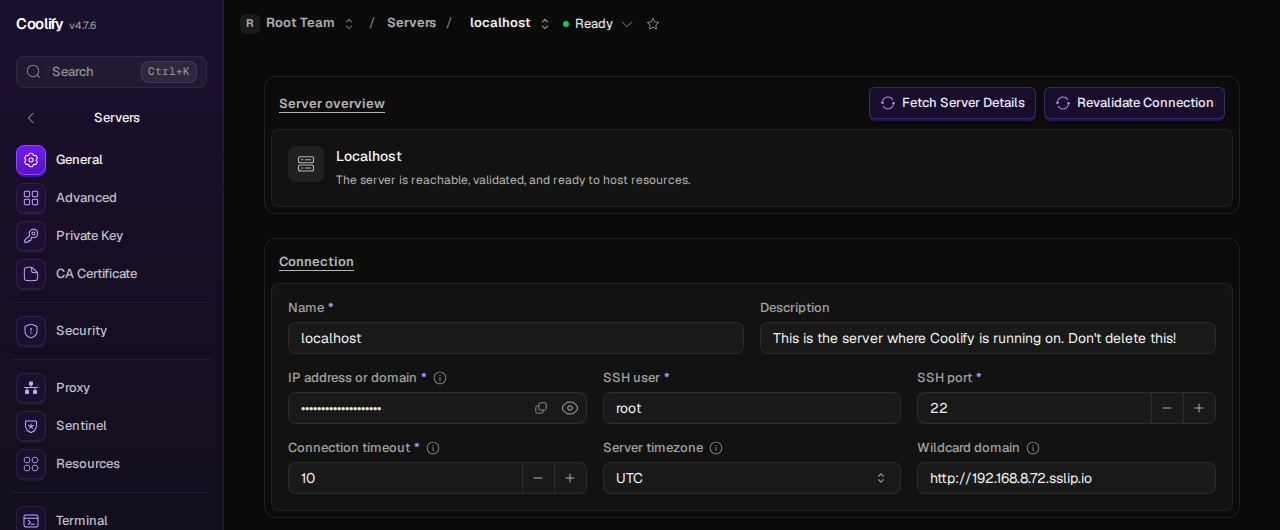 Coolify v4.7.6
R Root Team / Servers / localhost Ready
Search Ctrl+K
Servers
General
Advanced
Private Key
CA Certificate
Security
Proxy
Sentinel
Resources
Terminal
Server overview
Fetch Server Details
Revalidate Connection
Localhost
The server is reachable, validated, and ready to host resources.
Connection
Name *
Description
localhost
This is the server where Coolify is running on. Don't delete this!
IP address or domain *
SSH user *
SSH port *
••••••••••••••••••••
root
22
Connection timeout *
Server timezone
Wildcard domain
10
UTC
http://192.168.8.72.sslip.io